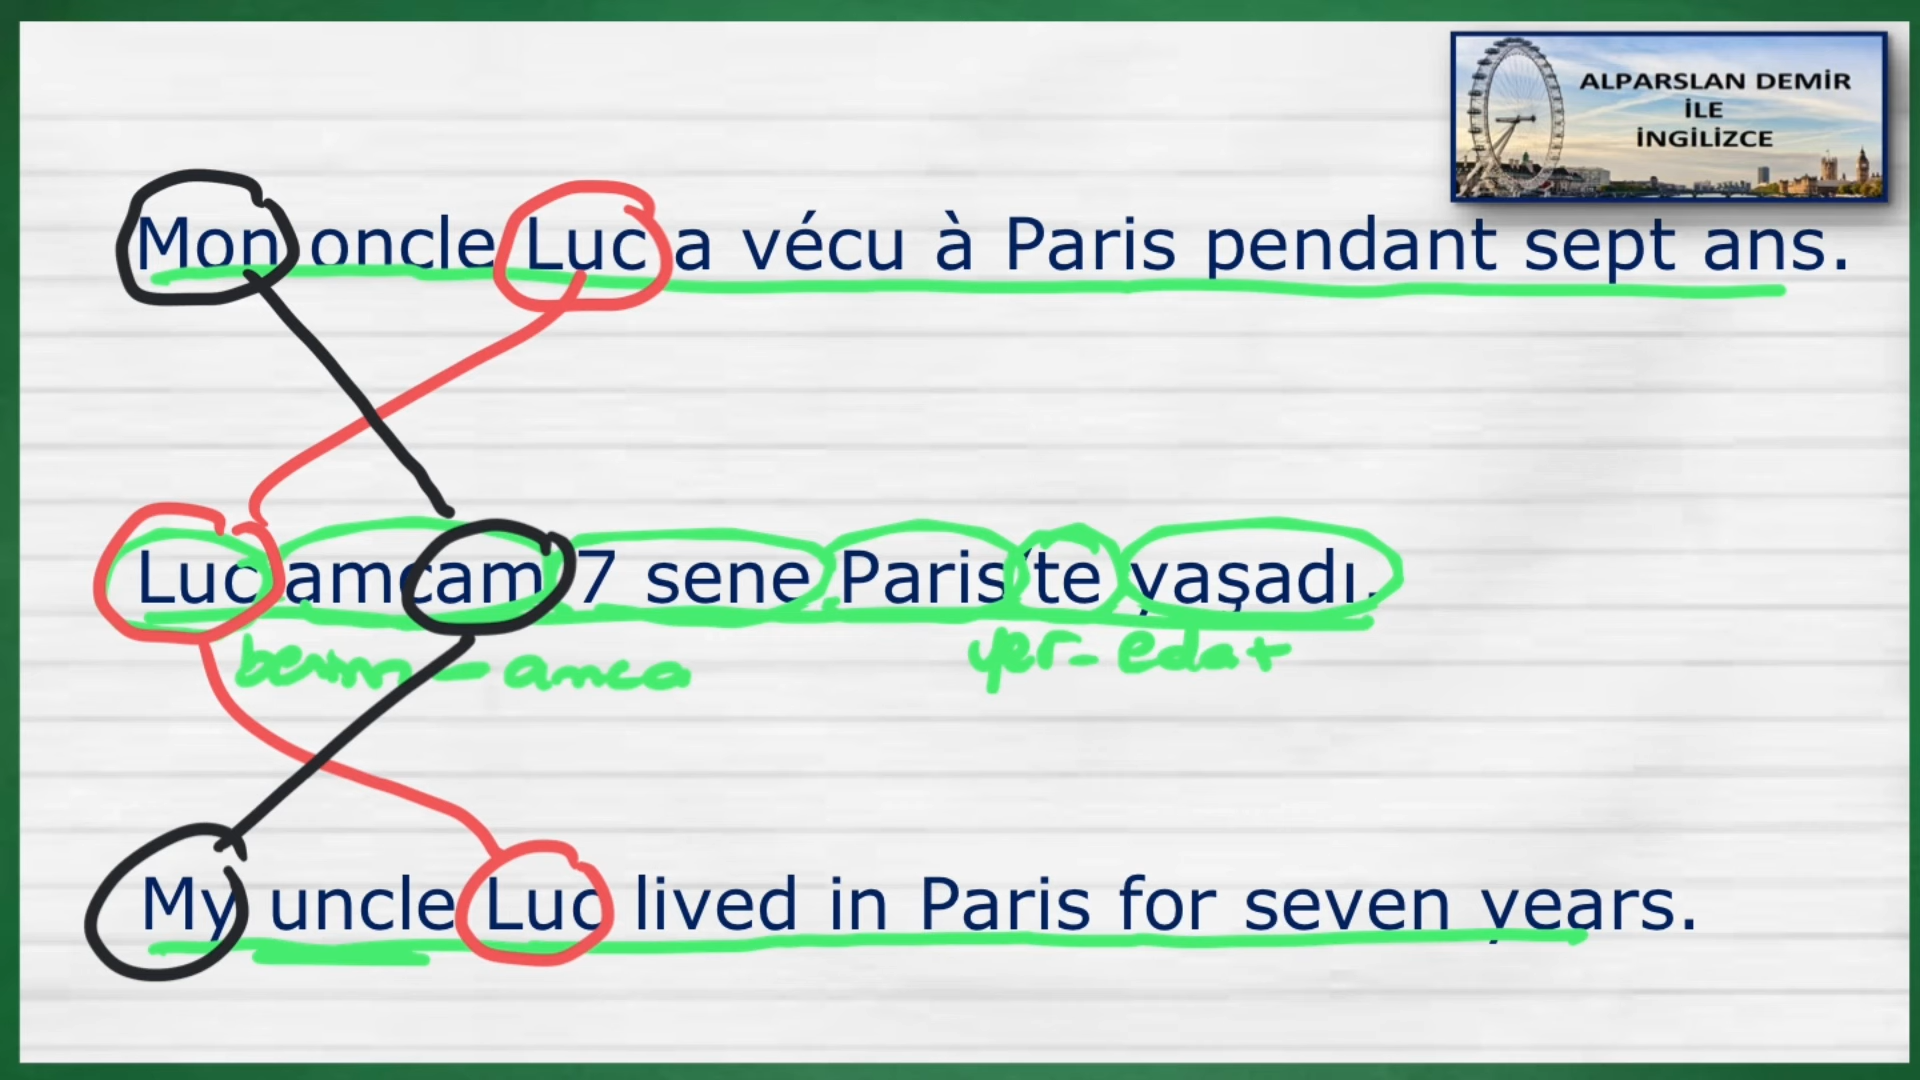 ALPARSLAN DEMİR
İLE
İNGİLİZCE
Mon oncle Luc a vécu à Paris pendant sept ans.
Luc amcam 7 sene Paris'te yaşadı.
benim - amca yer - edat
My uncle Luc lived in Paris for seven years.